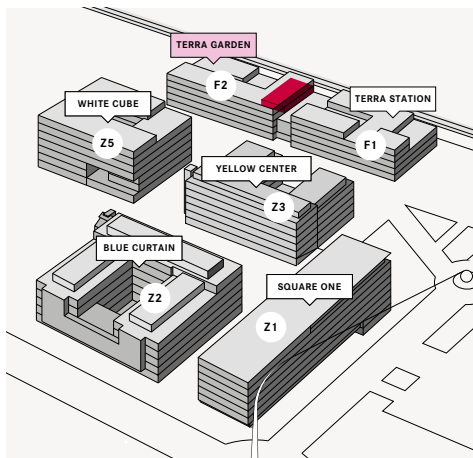 TERRA GARDEN
F2
WHITE CUBE
TERRA STATION
Z5
F1
YELLOW CENTER
Z3
BLUE CURTAIN
Z2
SQUARE ONE
Z1